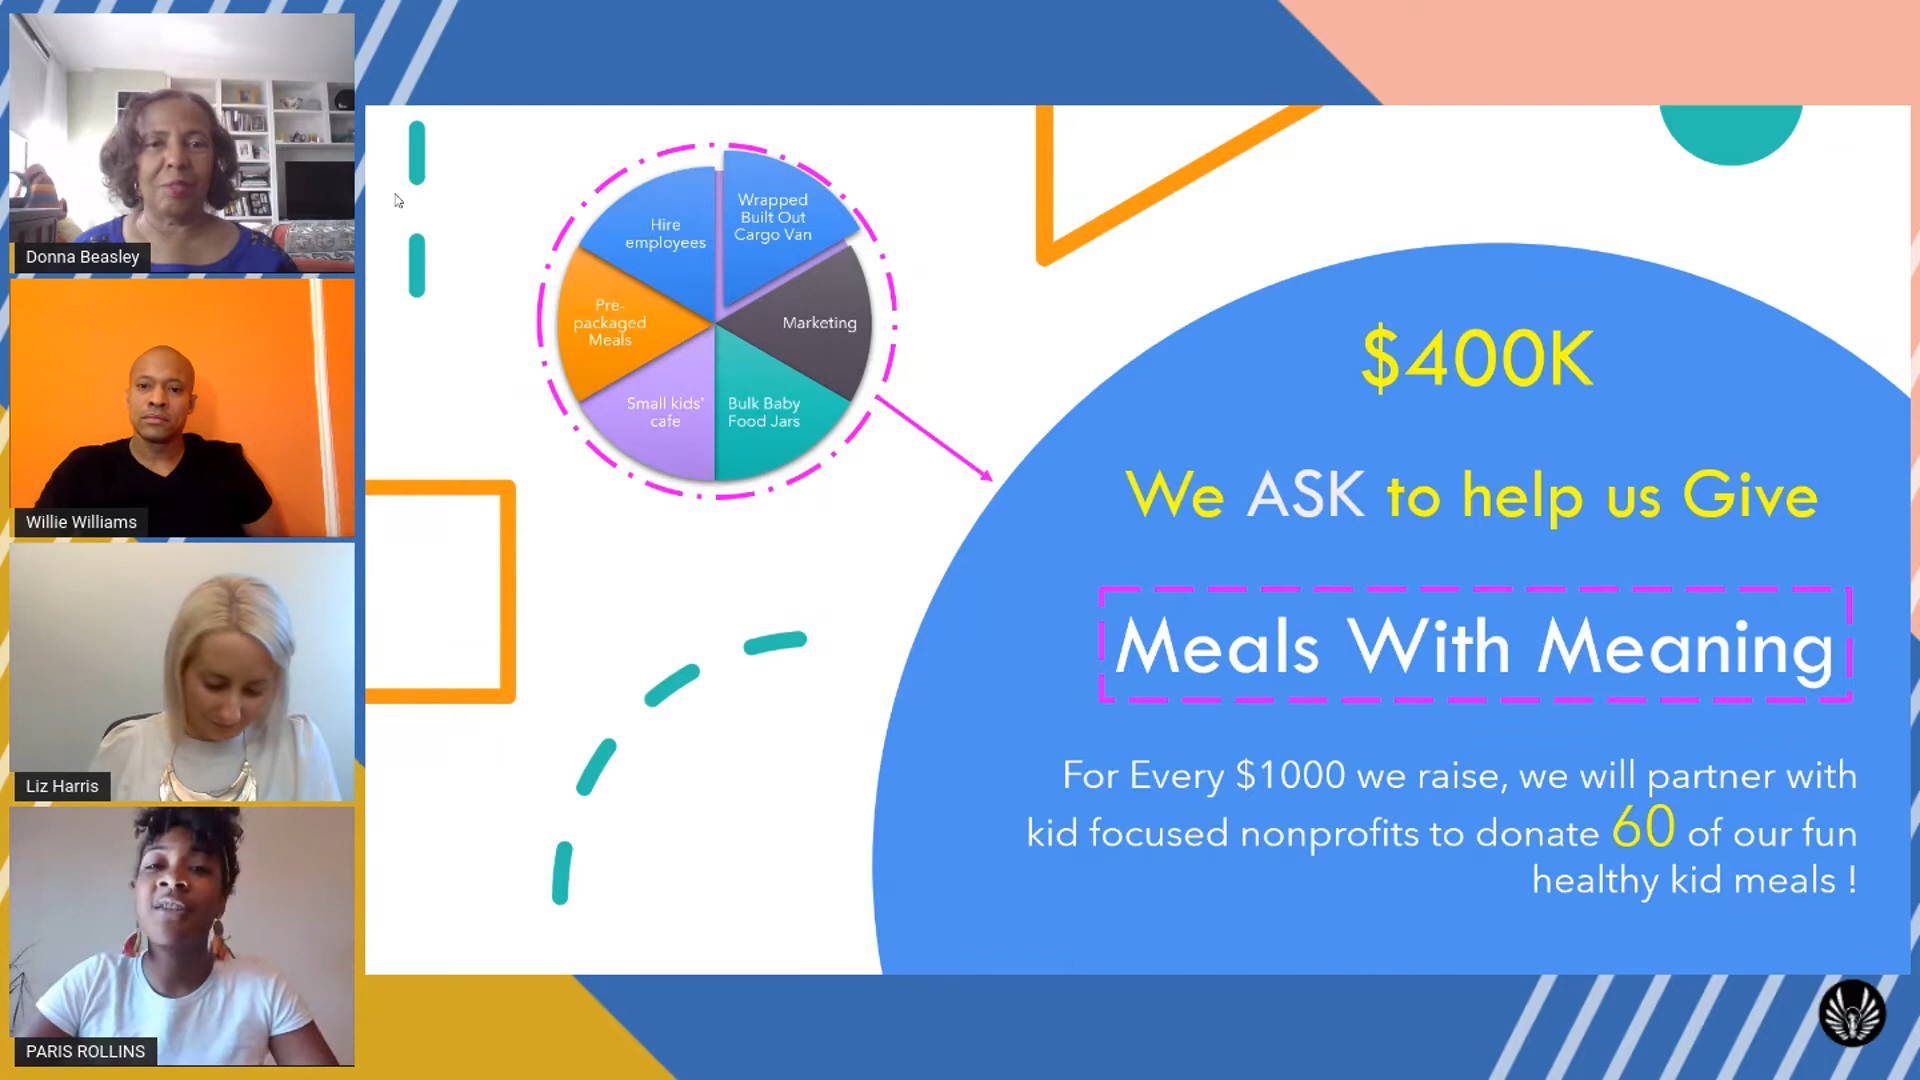 Donna Beasley
Willie Williams
Liz Harris
PARIS ROLLINS
Hire
employees
Wrapped
Built Out
Cargo Van
Pre-
packaged
Meals
Marketing
Small kids'
cafe
Bulk Baby
Food Jars
$400K
We ASK to help us Give
Meals With Meaning
For Every $1000 we raise, we will partner with
kid focused nonprofits to donate 60 of our fun
healthy kid meals !